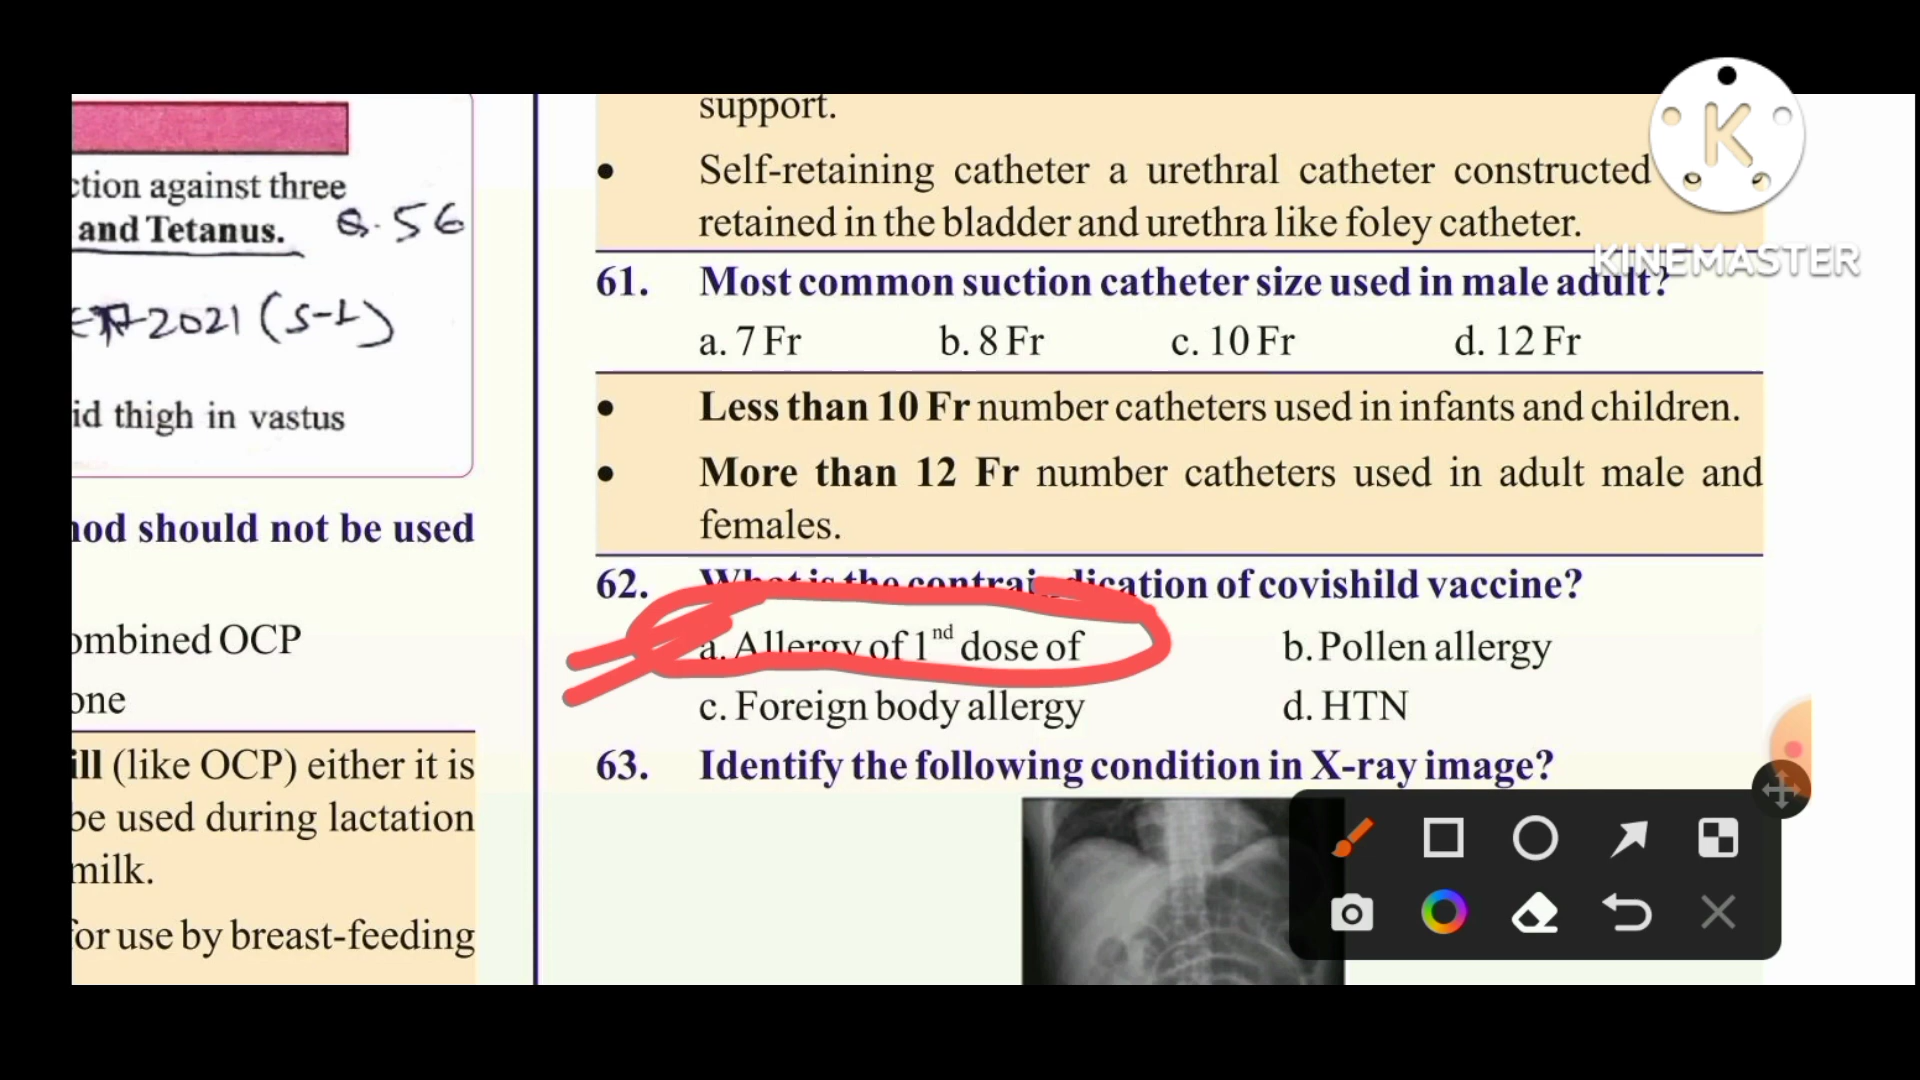 ction against three
and Tetanus. Q.56
2021 (S-1)
id thigh in vastus
should not be used
ombined OCP
one
ill (like OCP) either it is
be used during lactation
milk.
for use by breast-feeding
support.
• Self-retaining catheter a urethral catheter constructed
retained in the bladder and urethra like foley catheter.
61. Most common suction catheter size used in male adult?
a. 7 Fr b. 8 Fr c. 10 Fr d. 12 Fr
• Less than 10 Fr number catheters used in infants and children.
• More than 12 Fr number catheters used in adult male and
females.
62. What is the contraindication of covishild vaccine?
a. Allergy of 1nd dose of b. Pollen allergy
c. Foreign body allergy d. HTN
63. Identify the following condition in X-ray image?
K
KINEMASTER